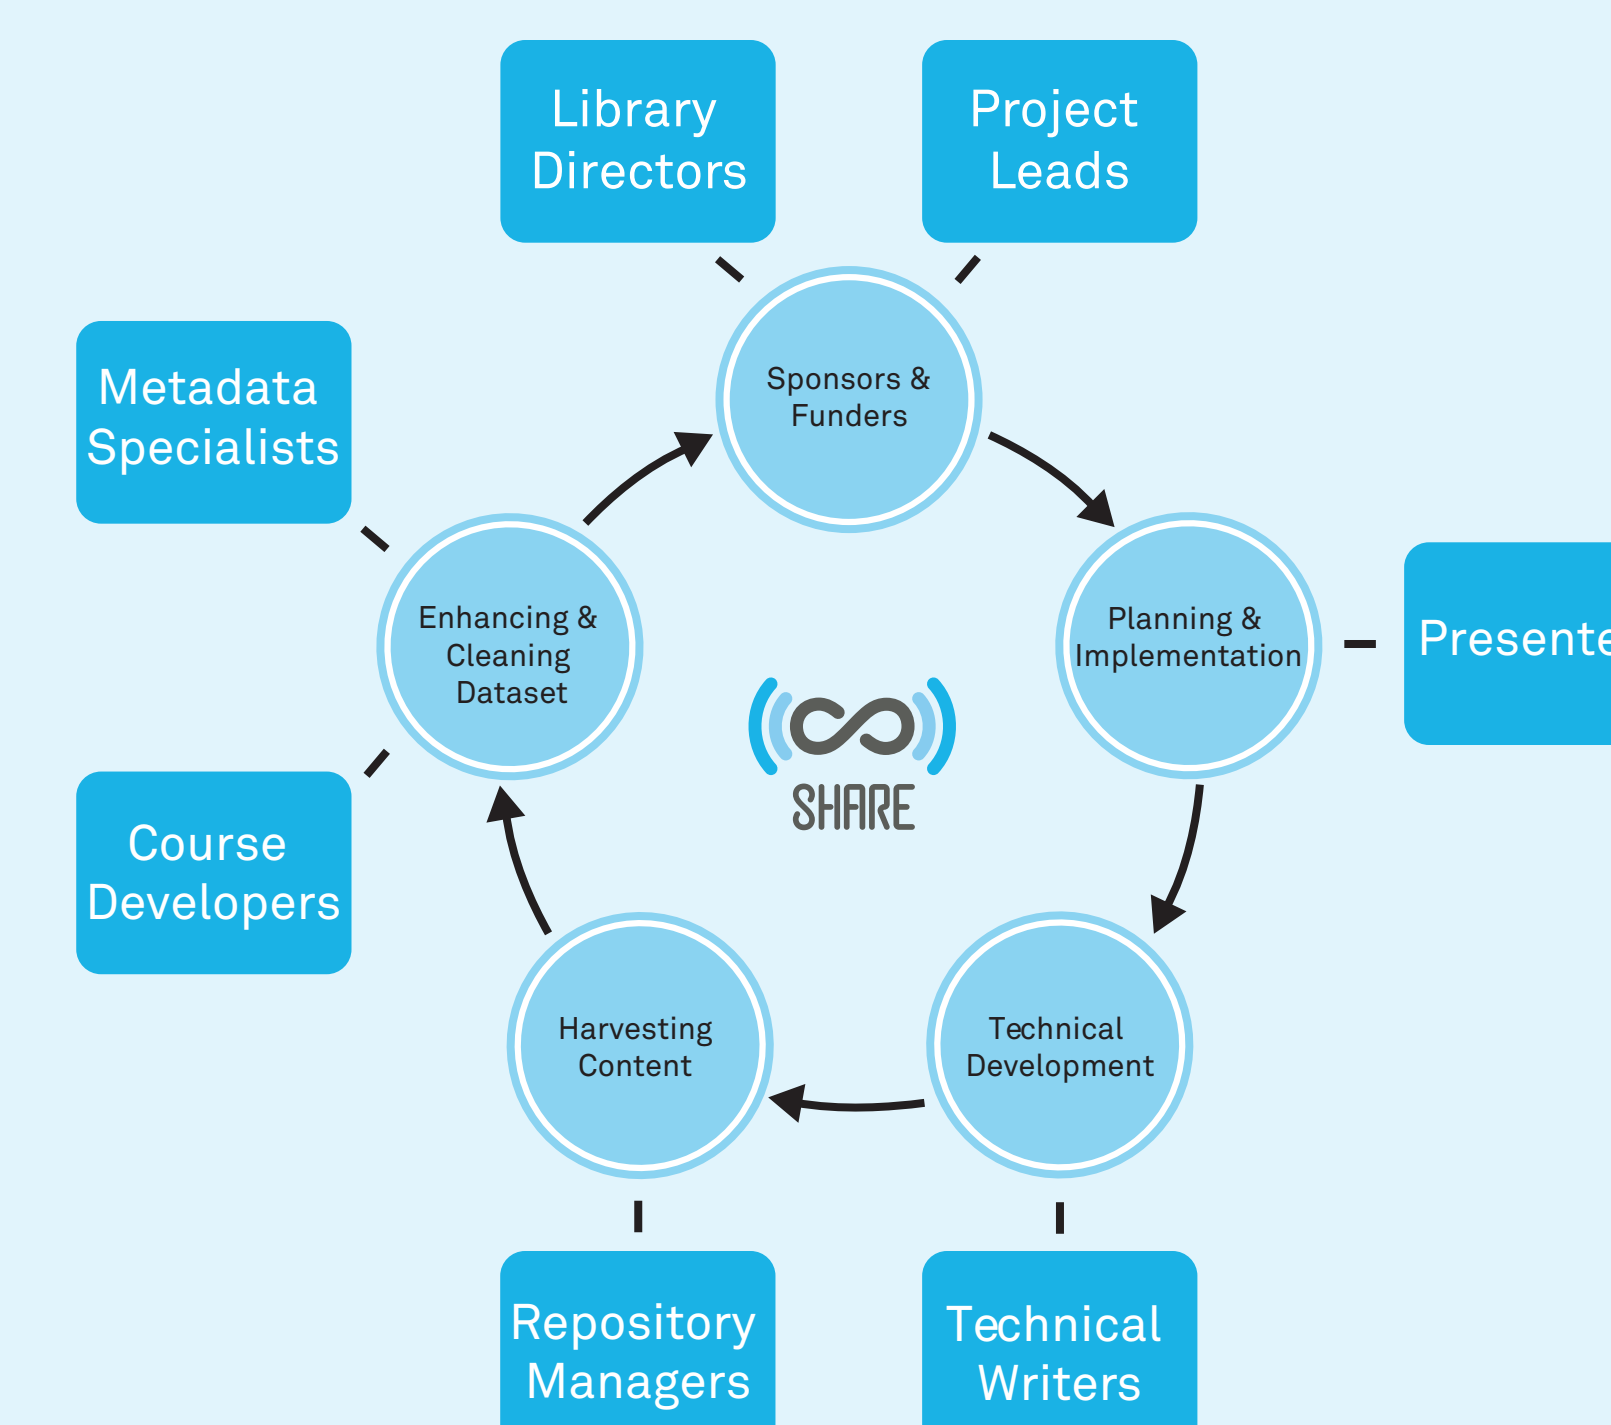 Library
Directors
Project
Leads
Sponsors &
Funders
Metadata
Specialists
Enhancing &
Cleaning
Dataset
Planning &
Implementation
SHARE
Course
Developers
Harvesting
Content
Technical
Development
Repository
Managers
Technical
Writers